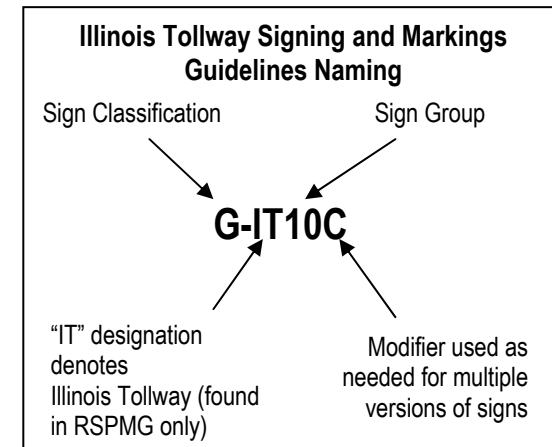 Illinois Tollway Signing and Markings
Guidelines Naming
Sign Classification
Sign Group
G-IT10C
“IT” designation
denotes
Illinois Tollway (found
in RSPMG only)
Modifier used as
needed for multiple
versions of signs